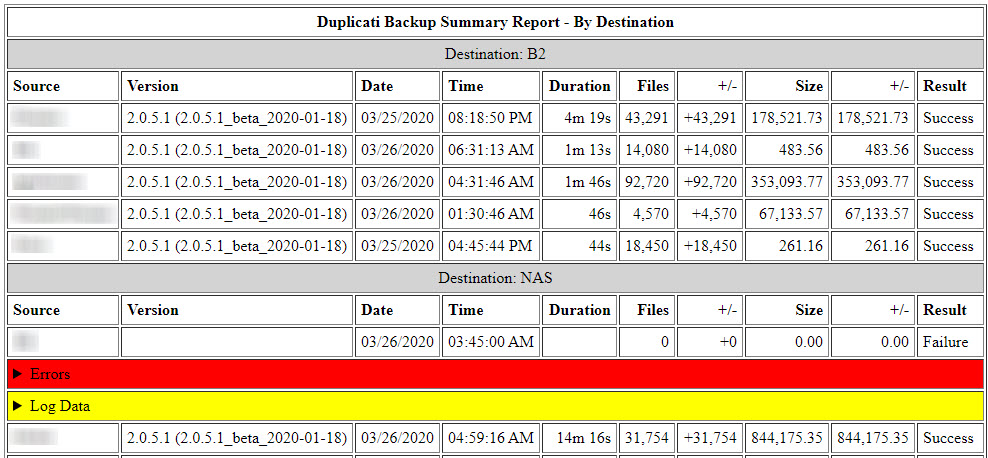 Duplicati Backup Summary Report - By Destination
Destination: B2
Source Version Date Time Duration Files +/- Size +/- Result
2.0.5.1 (2.0.5.1_beta_2020-01-18) 03/25/2020 08:18:50 PM 4m 19s 43,291 +43,291 178,521.73 178,521.73 Success
2.0.5.1 (2.0.5.1_beta_2020-01-18) 03/26/2020 06:31:13 AM 1m 13s 14,080 +14,080 483.56 483.56 Success
2.0.5.1 (2.0.5.1_beta_2020-01-18) 03/26/2020 04:31:46 AM 1m 46s 92,720 +92,720 353,093.77 353,093.77 Success
2.0.5.1 (2.0.5.1_beta_2020-01-18) 03/26/2020 01:30:46 AM 46s 4,570 +4,570 67,133.57 67,133.57 Success
2.0.5.1 (2.0.5.1_beta_2020-01-18) 03/25/2020 04:45:44 PM 44s 18,450 +18,450 261.16 261.16 Success
Destination: NAS
Source Version Date Time Duration Files +/- Size +/- Result
03/26/2020 03:45:00 AM 0 +0 0.00 0.00 Failure
Errors
Log Data
2.0.5.1 (2.0.5.1_beta_2020-01-18) 03/26/2020 04:59:16 AM 14m 16s 31,754 +31,754 844,175.35 844,175.35 Success